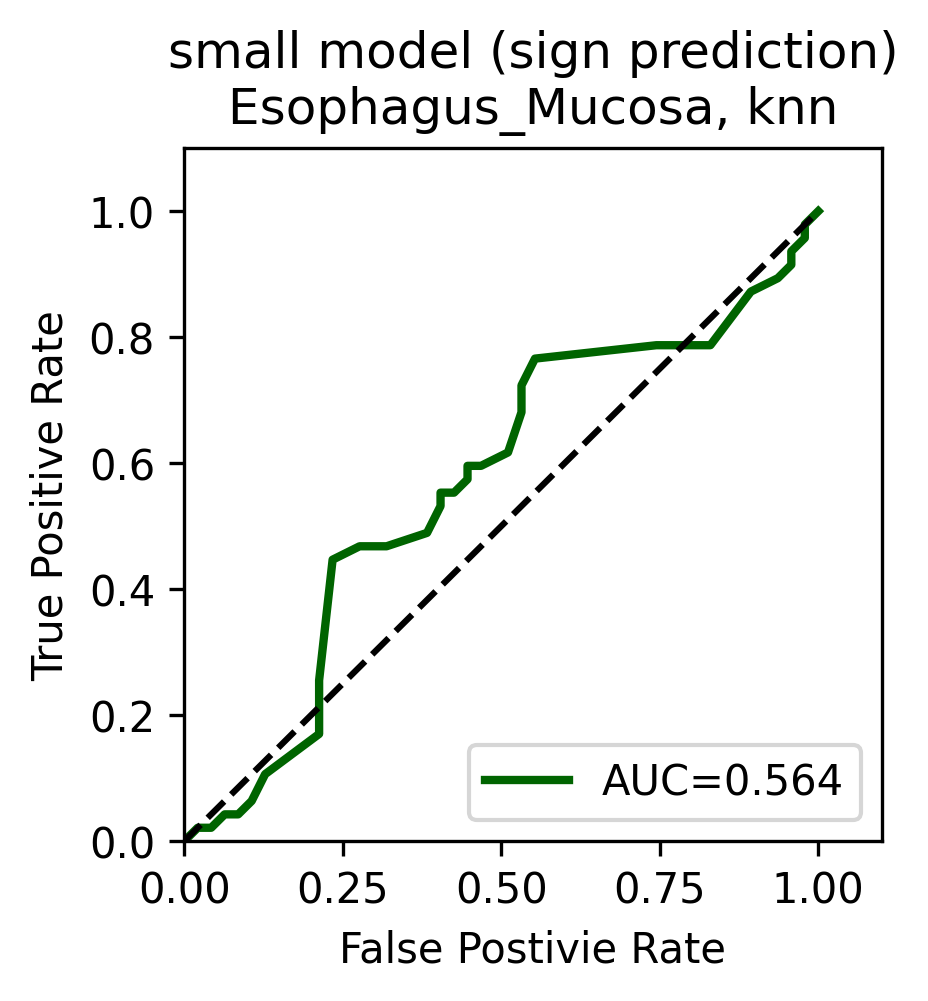 small model (sign prediction)
Esophagus_Mucosa, knn
1.0
0.8
0.6
0.4
0.2
0.0
True Positive Rate
AUC=0.564
0.00 0.25 0.50 0.75 1.00
False Postivie Rate